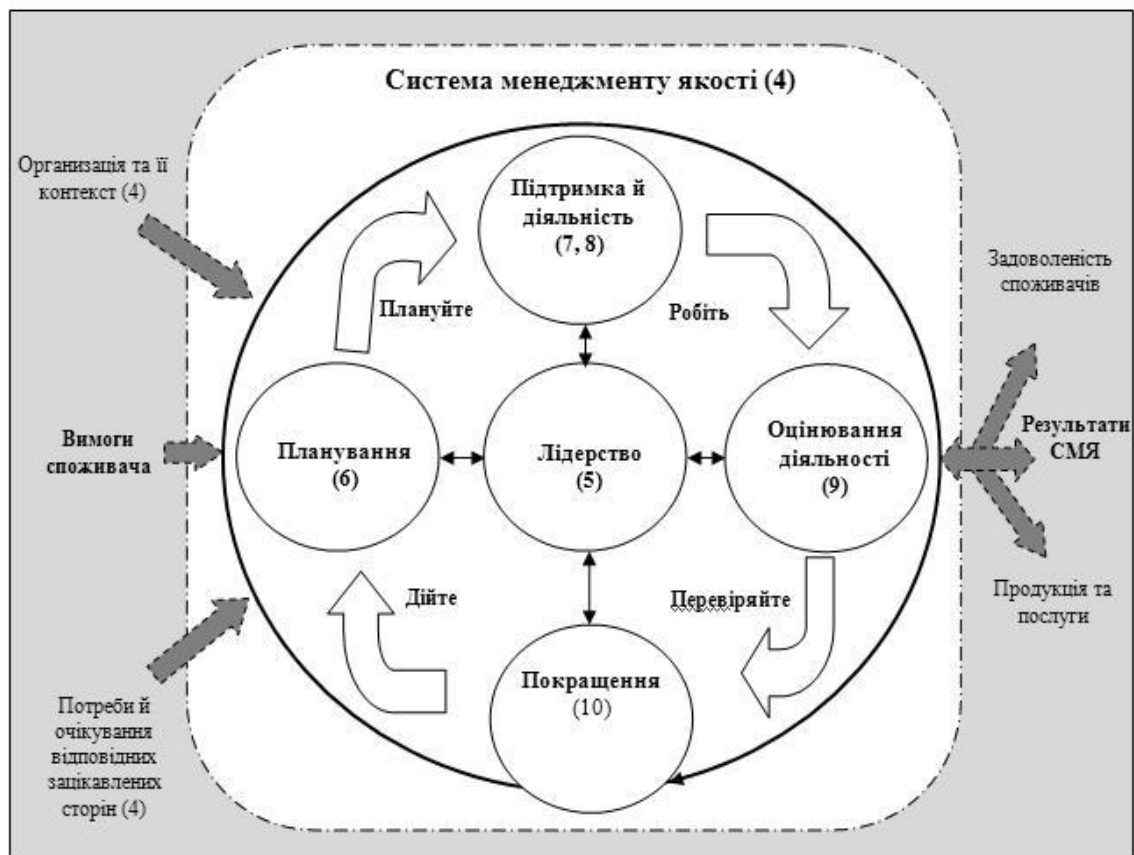 Система менеджменту якості (4)
Организація та її
контекст (4)
Підтримка й
діяльність
(7, 8)
Задоволеність
споживачів
Плануйте
Робіть
Вимоги
споживача
Планування
(6)
Лідерство
(5)
Оцінювання
діяльності
(9)
Результати
СМЯ
Дійте
Перевіряйте
Продукція та
послуги
Покращення
(10)
Потреби й
очікування
відповідних
зацікавлених
сторін (4)